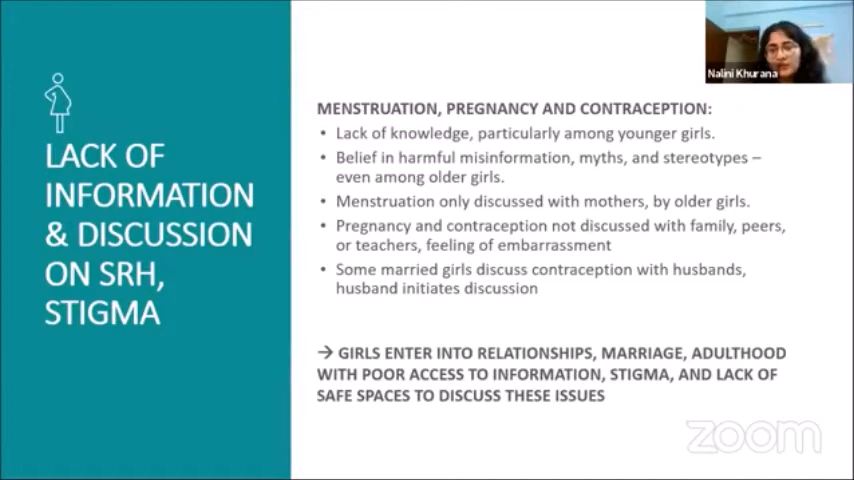 LACK OF
INFORMATION
& DISCUSSION
ON SRH,
STIGMA
MENSTRUATION, PREGNANCY AND CONTRACEPTION:
• Lack of knowledge, particularly among younger girls.
• Belief in harmful misinformation, myths, and stereotypes –
even among older girls.
• Menstruation only discussed with mothers, by older girls.
• Pregnancy and contraception not discussed with family, peers,
or teachers, feeling of embarrassment
• Some married girls discuss contraception with husbands,
husband initiates discussion
→ GIRLS ENTER INTO RELATIONSHIPS, MARRIAGE, ADULTHOOD
WITH POOR ACCESS TO INFORMATION, STIGMA, AND LACK OF
SAFE SPACES TO DISCUSS THESE ISSUES
Nalini Khurana
zoom